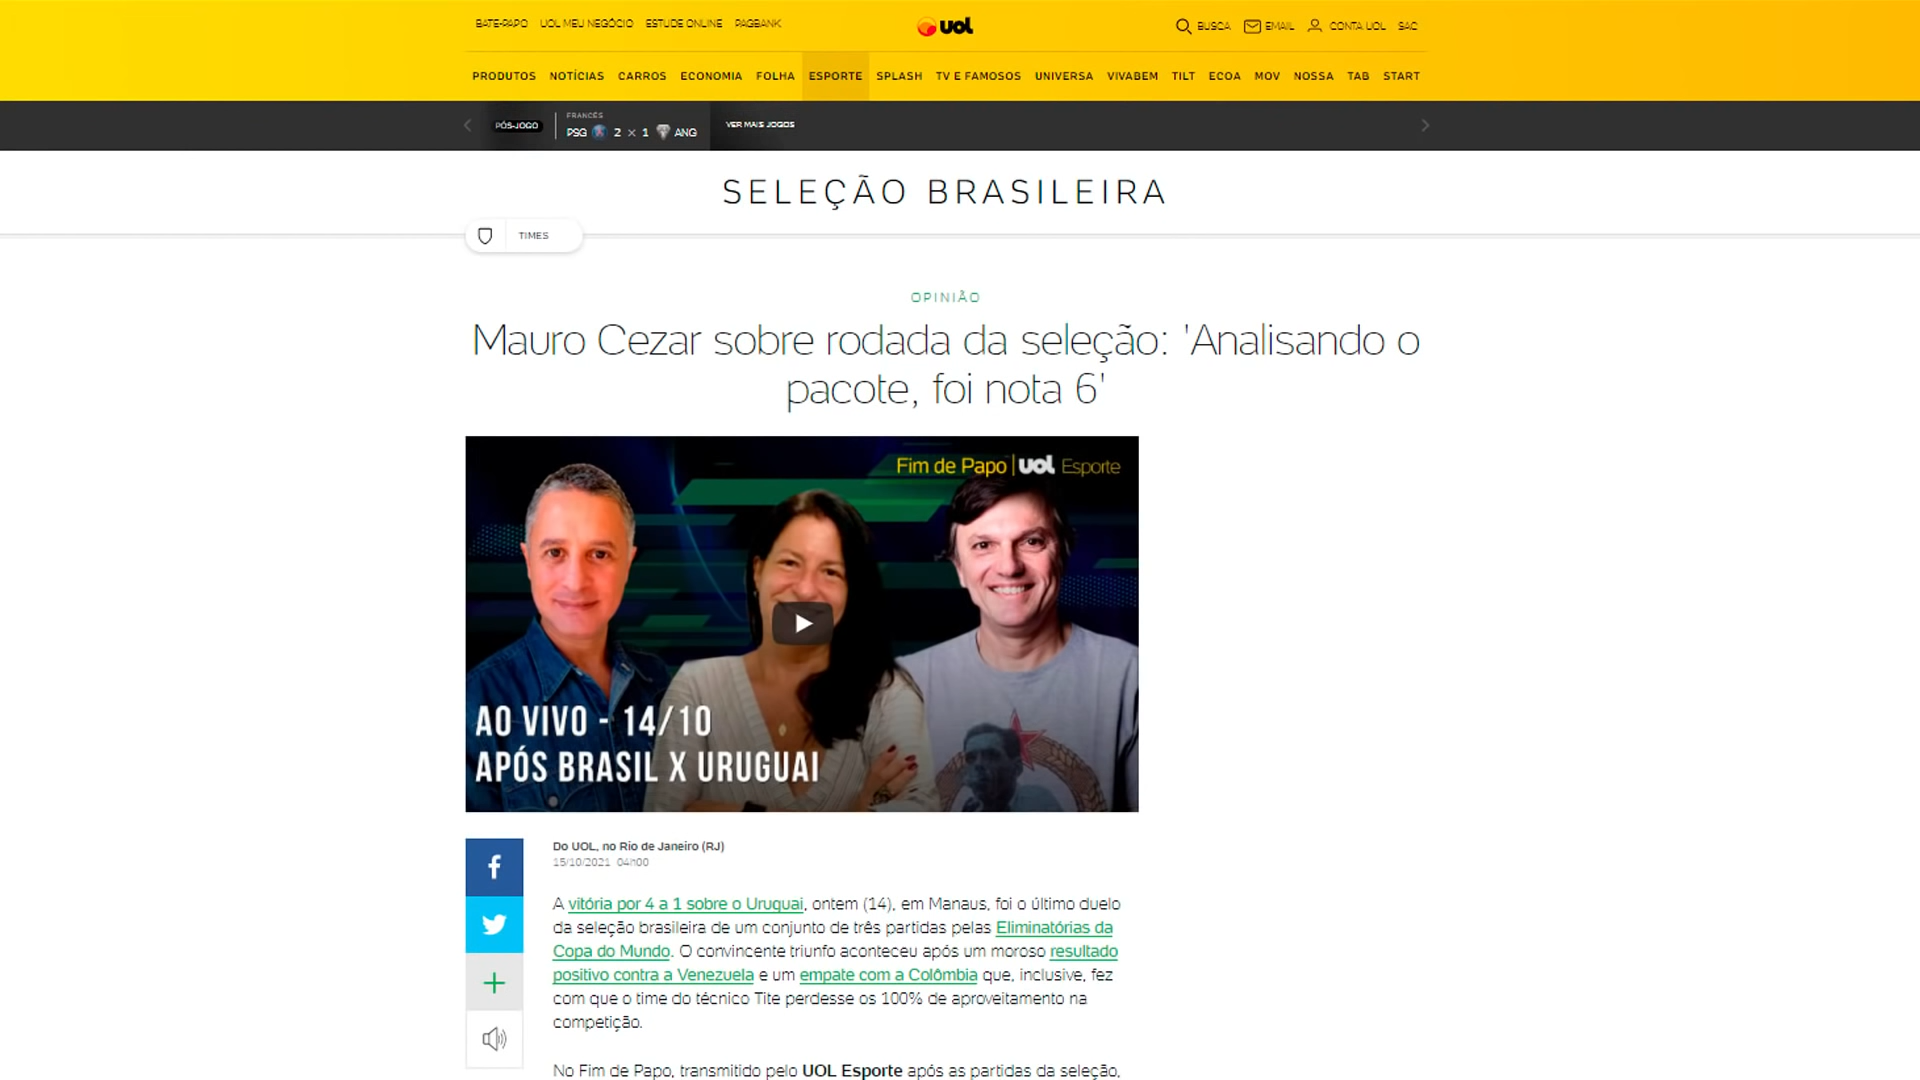 BATE-PAPO UOL MEU NEGÓCIO ESTUDE ONLINE PAGBANK
uol
BUSCA EMAIL CONTA UOL SAC
PRODUTOS NOTÍCIAS CARROS ECONOMIA FOLHA ESPORTE SPLASH TV E FAMOSOS UNIVERSA VIVABEM TILT ECOA MOV NOSSA TAB START
FRANCÊS
PÓS-JOGO PSG 2 × 1 ANG VER MAIS JOGOS
SELEÇÃO BRASILEIRA
TIMES
OPINIÃO
Mauro Cezar sobre rodada da seleção: 'Analisando o
pacote, foi nota 6'
Fim de Papo | uol Esporte
AO VIVO - 14/10
APÓS BRASIL X URUGUAI
Do UOL, no Rio de Janeiro (RJ)
15/10/2021 04h00
A vitória por 4 a 1 sobre o Uruguai, ontem (14), em Manaus, foi o último duelo
da seleção brasileira de um conjunto de três partidas pelas Eliminatórias da
Copa do Mundo. O convincente triunfo aconteceu após um moroso resultado
positivo contra a Venezuela e um empate com a Colômbia que, inclusive, fez
com que o time do técnico Tite perdesse os 100% de aproveitamento na
competição.
No Fim de Papo, transmitido pelo UOL Esporte após as partidas da seleção,